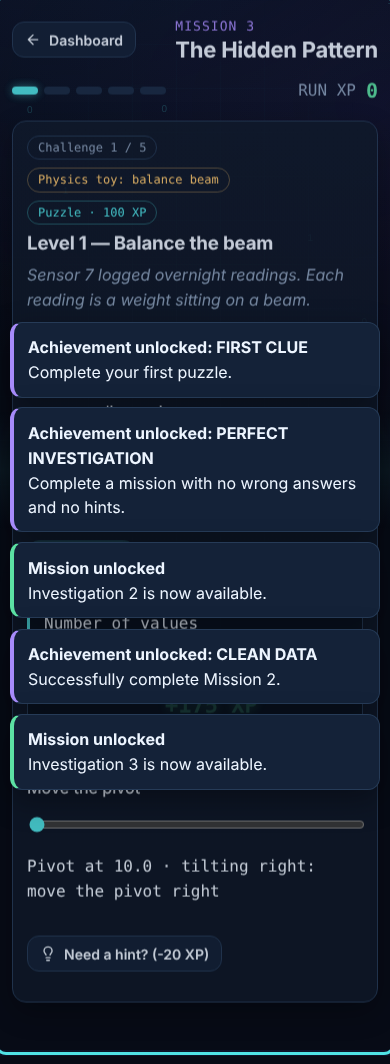 Dashboard
MISSION 3
The Hidden Pattern
RUN XP 0
0
0
Challenge 1 / 5
Physics toy: balance beam
Puzzle · 100 XP
Level 1 — Balance the beam
Sensor 7 logged overnight readings. Each
reading is a weight sitting on a beam.
Achievement unlocked: FIRST CLUE
Complete your first puzzle.
Achievement unlocked: PERFECT
INVESTIGATION
Complete a mission with no wrong answers
and no hints.
Mission unlocked
Investigation 2 is now available.
Number of values
Achievement unlocked: CLEAN DATA
Successfully complete Mission 2.
+175 XP
Mission unlocked
Investigation 3 is now available.
Move the pivot
Pivot at 10.0 · tilting right:
move the pivot right
Need a hint? (-20 XP)